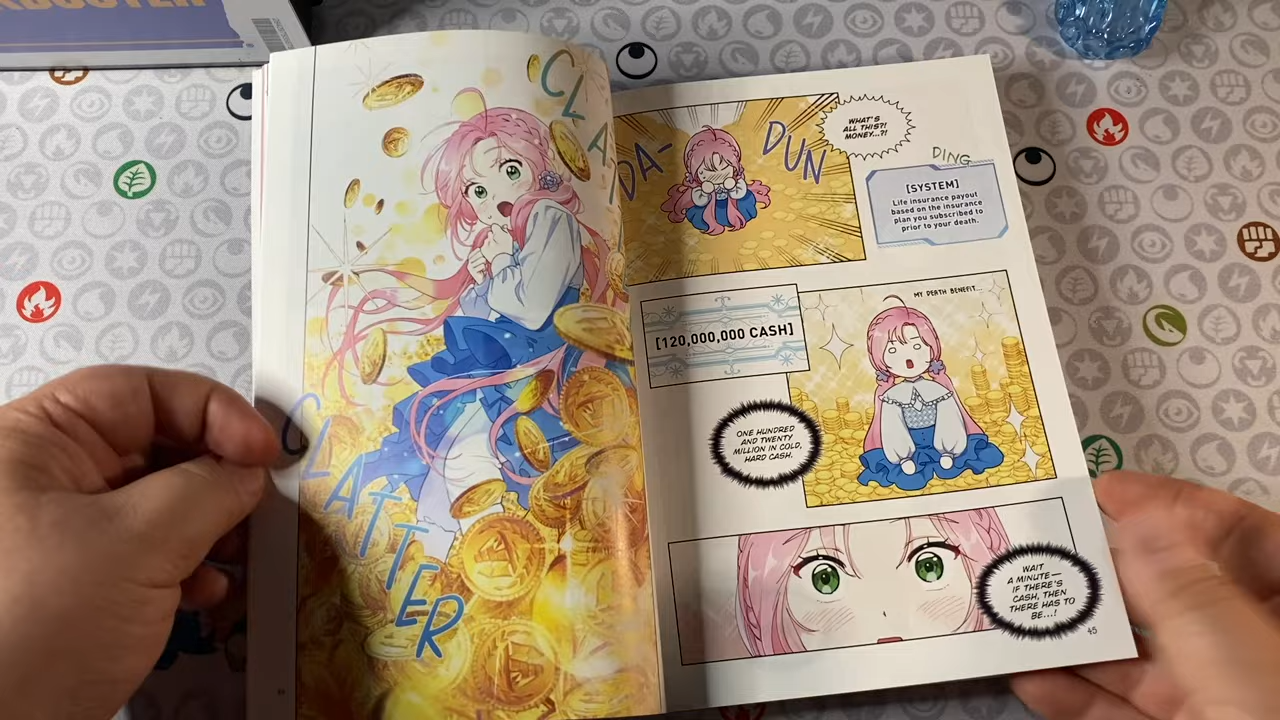 CLA
CLATTER
DA-
DUN
WHAT'S
ALL THIS?!
MONEY...?!
DING
[SYSTEM]
Life insurance payout
based on the insurance
plan you subscribed to
prior to your death.
[120,000,000 CASH]
MY DEATH BENEFIT...
ONE HUNDRED
AND TWENTY
MILLION IN COLD,
HARD CASH.
WAIT
A MINUTE—
IF THERE'S
CASH, THEN
THERE HAS TO
BE...!
45